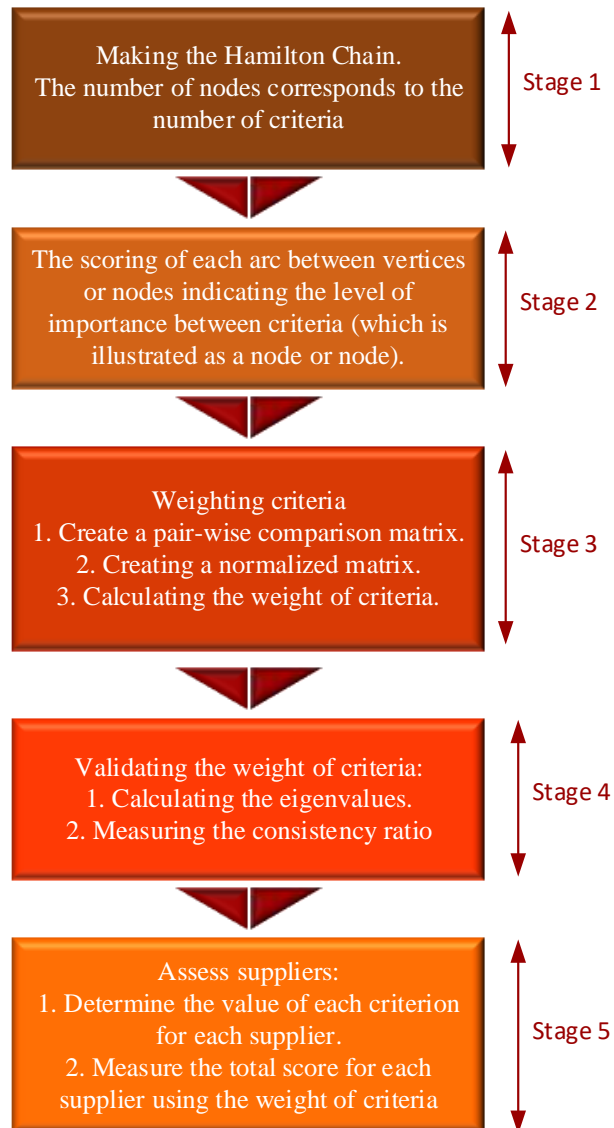 Making the Hamilton Chain.
The number of nodes corresponds to the
number of criteria
Stage 1
The scoring of each arc between vertices
or nodes indicating the level of
importance between criteria (which is
illustrated as a node or node).
Stage 2
Weighting criteria
1. Create a pair-wise comparison matrix.
2. Creating a normalized matrix.
3. Calculating the weight of criteria.
Stage 3
Validating the weight of criteria:
1. Calculating the eigenvalues.
2. Measuring the consistency ratio
Stage 4
Assess suppliers:
1. Determine the value of each criterion
for each supplier.
2. Measure the total score for each
supplier using the weight of criteria
Stage 5